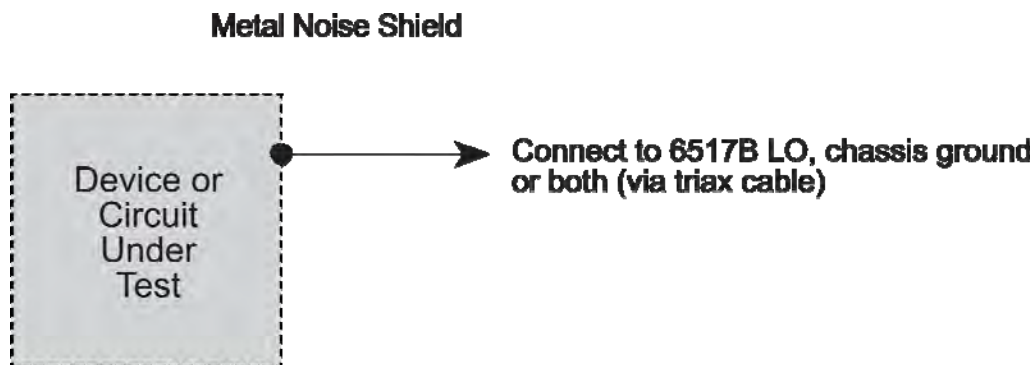 Metal Noise Shield
Device or
Circuit
Under
Test
Connect to 6517B LO, chassis ground
or both (via triax cable)